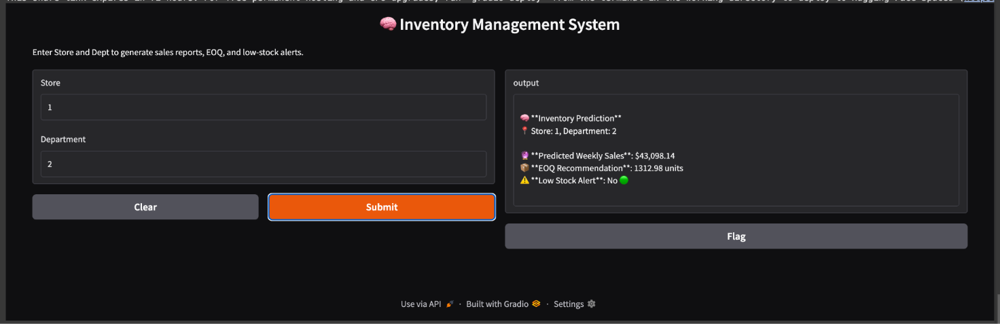 This share link expires in 72 hours. For free permanent hosting and GPU upgrades, run `gradio deploy` from the terminal in the working directory to deploy to Hugging Face Spaces (https
🧠 Inventory Management System
Enter Store and Dept to generate sales reports, EOQ, and low-stock alerts.
Store
1
Department
2
Clear
Submit
output
🧠 **Inventory Prediction**
📍 Store: 1, Department: 2
🔮 **Predicted Weekly Sales**: $43,098.14
📦 **EOQ Recommendation**: 1312.98 units
⚠️ **Low Stock Alert**: No 🟢
Flag
Use via API 🚀 · Built with Gradio · Settings ⚙️